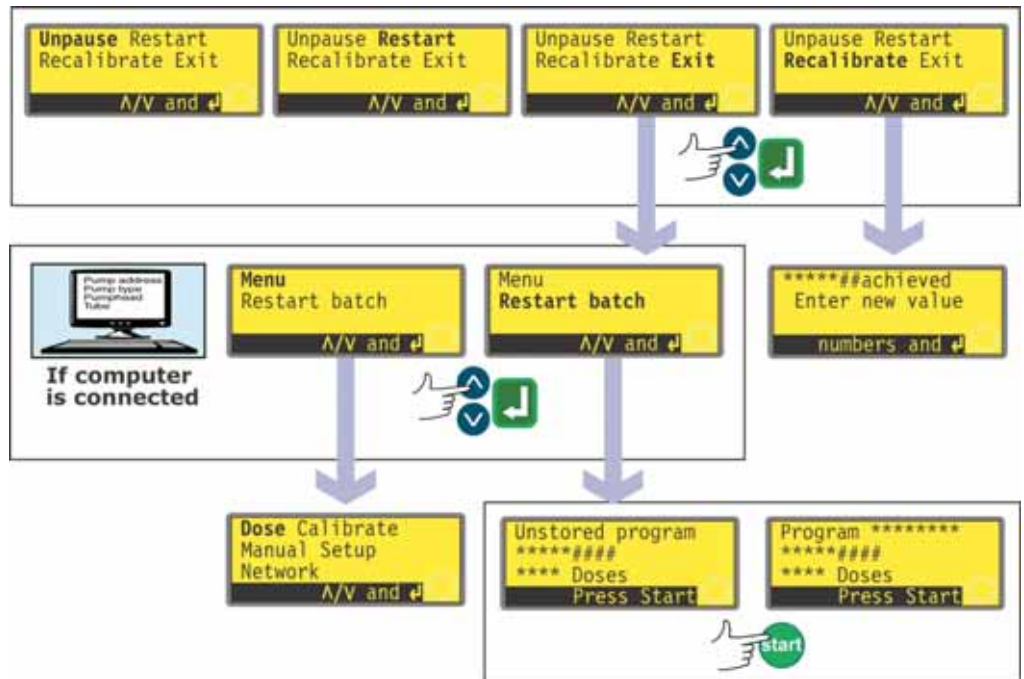 Unpause Restart
Recalibrate Exit
∧/∨ and ↲
Unpause Restart
Recalibrate Exit
∧/∨ and ↲
Unpause Restart
Recalibrate Exit
∧/∨ and ↲
Unpause Restart
Recalibrate Exit
∧/∨ and ↲
Pump address
Pump type
Pumphead
Tube
If computer
is connected
Menu
Restart batch
∧/∨ and ↲
Menu
Restart batch
∧/∨ and ↲
*****##achieved
Enter new value
numbers and ↲
Dose Calibrate
Manual Setup
Network
∧/∨ and ↲
Unstored program
*****####
**** Doses
Press Start
Program ********
*****####
**** Doses
Press Start
start